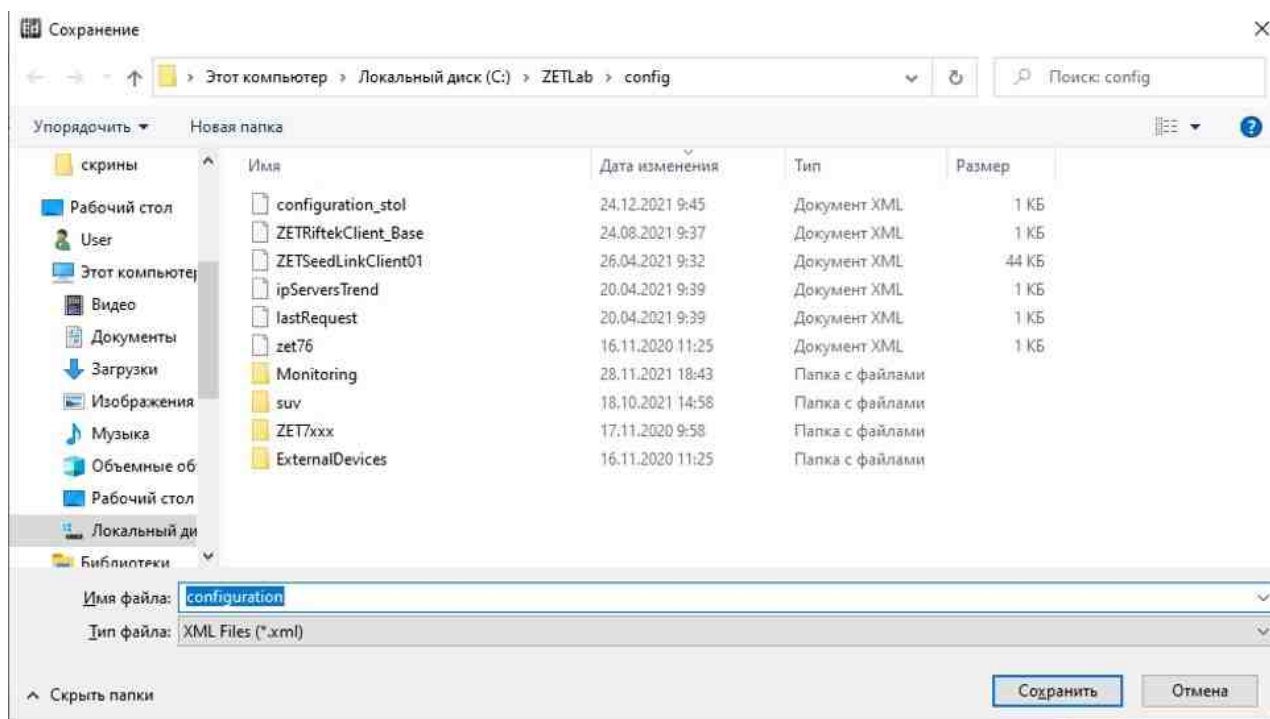 Сохранение
Этот компьютер › Локальный диск (C:) › ZETLab › config
Поиск: config
Упорядочить
Новая папка
Имя Дата изменения Тип Размер
скрины
Рабочий стол
User
Этот компьютер
Видео
Документы
Загрузки
Изображения
Музыка
Объемные об
Рабочий стол
Локальный ди
Библиотеки
configuration_stol 24.12.2021 9:45 Документ XML 1 КБ
ZETRiftekClient_Base 24.08.2021 9:37 Документ XML 1 КБ
ZETSeedLinkClient01 26.04.2021 9:32 Документ XML 44 КБ
ipServersTrend 20.04.2021 9:39 Документ XML 1 КБ
lastRequest 20.04.2021 9:39 Документ XML 1 КБ
zet76 16.11.2020 11:25 Документ XML 1 КБ
Monitoring 28.11.2021 18:43 Папка с файлами
suv 18.10.2021 14:58 Папка с файлами
ZET7xxx 17.11.2020 9:58 Папка с файлами
ExternalDevices 16.11.2020 11:25 Папка с файлами
Имя файла: configuration
Тип файла: XML Files (*.xml)
Скрыть папки
Сохранить
Отмена